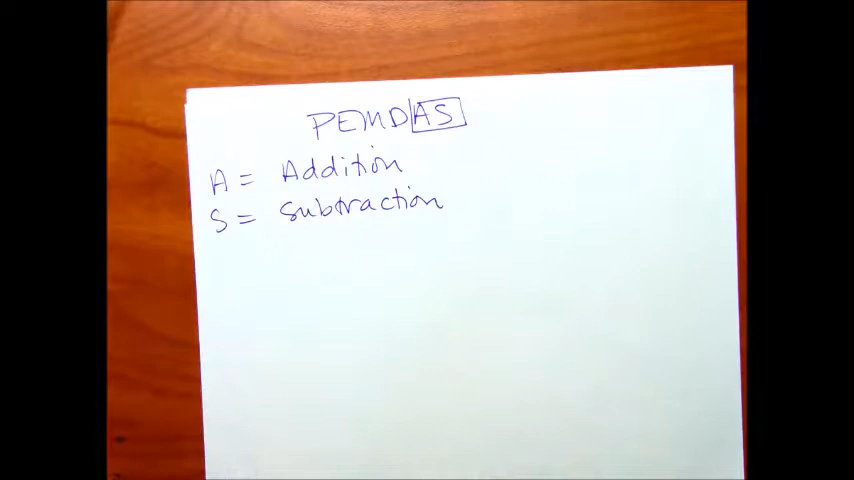 PEMDAS
A = Addition
S = Subtraction